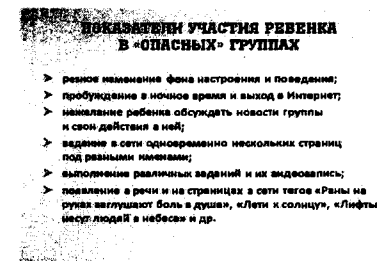 ПОКАЗАТЕЛИ УЧАСТИЯ РЕБЕНКА
В «ОПАСНЫХ» ГРУППАХ
➤ резкое изменение фона настроения и поведения;
➤ пробуждение в ночное время и выход в Интернет;
➤ нежелание ребенка обсуждать новости группы
и свои действия в ней;
➤ ведение в сети одновременно нескольких страниц
под разными именами;
➤ выполнение различных заданий и их видеозапись;
➤ появление в речи и на страницах в сети тегов «Раны на
руках заглушают боль в душе», «Лети к солнцу», «Лифты
несут людей в небеса» и др.